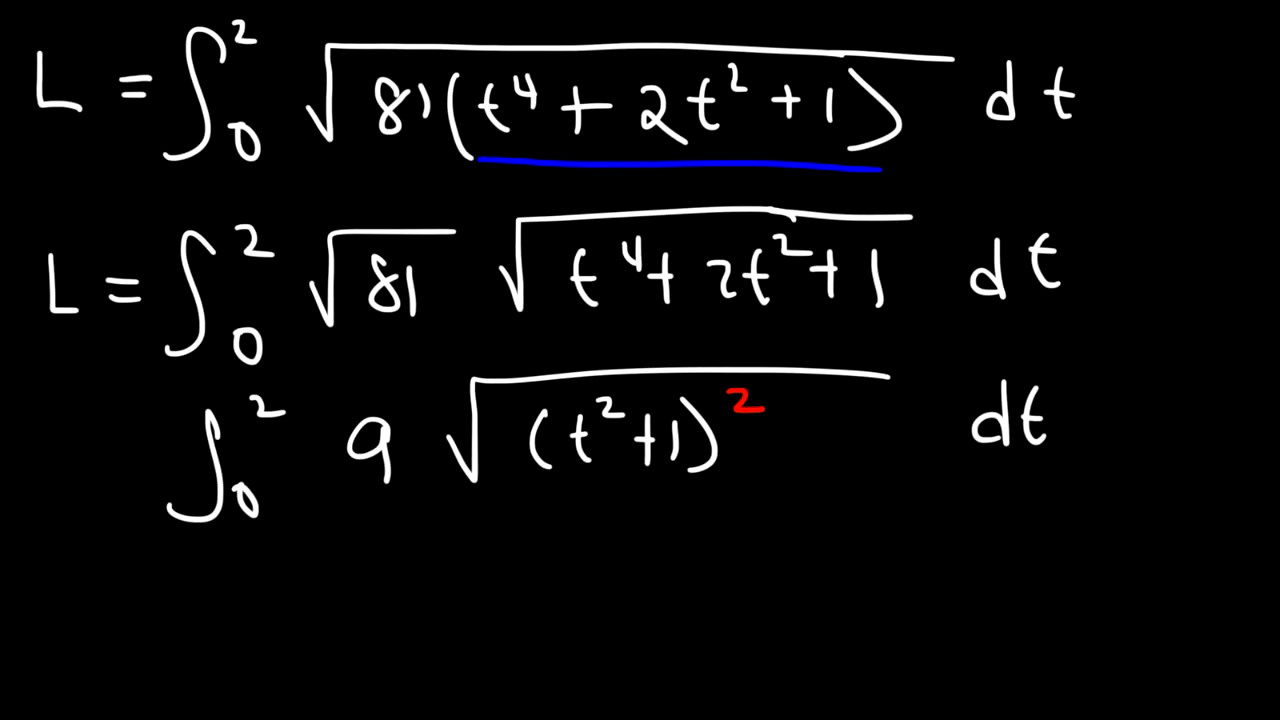 L = ∫₀² √(81(t⁴ + 2t² + 1)) dt
L = ∫₀² √81 √(t⁴ + 2t² + 1) dt
∫₀² 9 √((t² + 1)²) dt